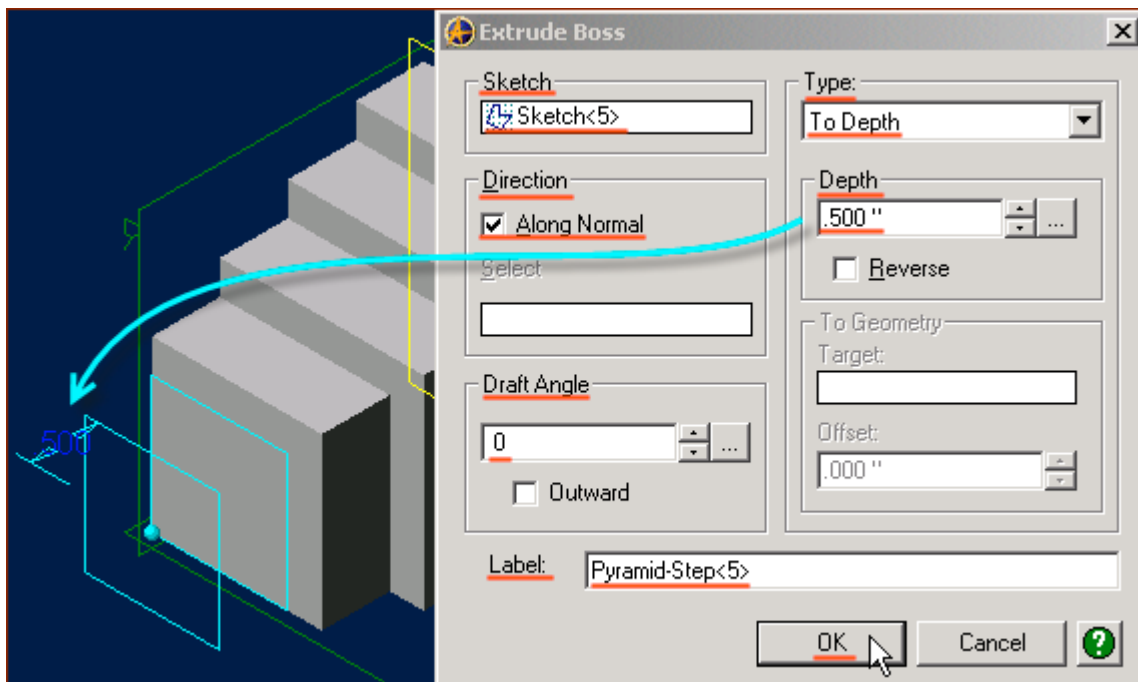 Extrude Boss
Sketch
Sketch<5>
Type:
To Depth
Direction
Along Normal
Select
Depth
.500 "
...
Reverse
To Geometry
Target:
Offset:
.000 "
Draft Angle
0
...
Outward
Label:
Pyramid-Step<5>
OK
Cancel
?
.500